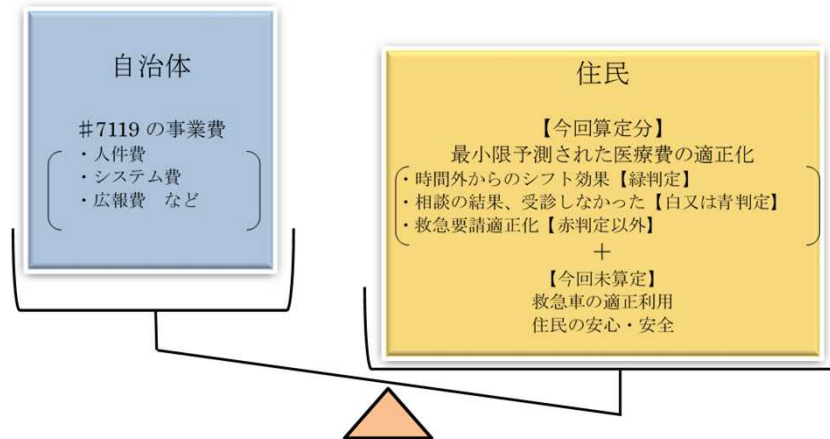 自治体
♯7119 の事業費
・人件費
・システム費
・広報費　など
住民
【今回算定分】
最小限予測された医療費の適正化
・時間外からのシフト効果【緑判定】
・相談の結果、受診しなかった【白又は青判定】
・救急要請適正化【赤判定以外】
＋
【今回未算定】
救急車の適正利用
住民の安心・安全